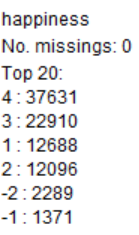 happiness
No. missings: 0
Top 20:
4 : 37631
3 : 22910
1 : 12688
2 : 12096
-2 : 2289
-1 : 1371